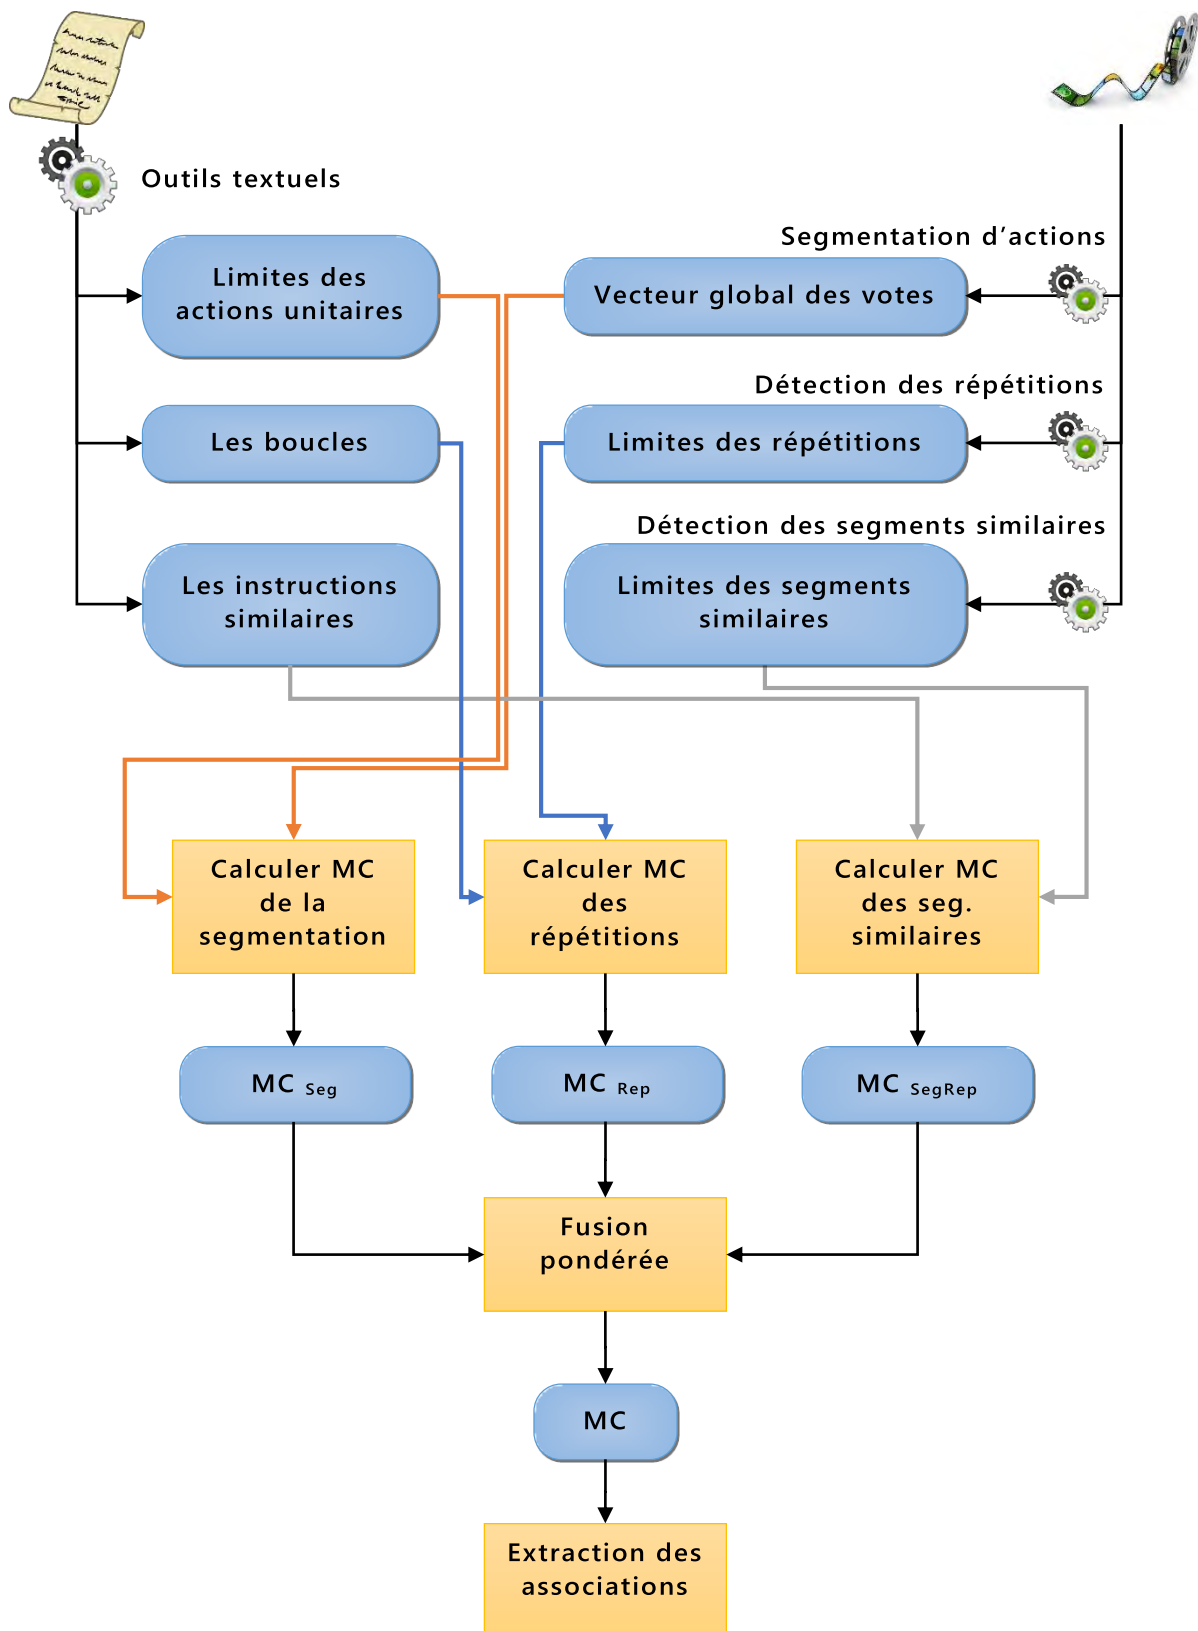 Outils textuels
Segmentation d’actions
Limites des
actions unitaires
Vecteur global des votes
Détection des répétitions
Les boucles
Limites des répétitions
Détection des segments similaires
Les instructions
similaires
Limites des segments
similaires
Calculer MC
de la
segmentation
Calculer MC
des
répétitions
Calculer MC
des seg.
similaires
MC Seg
MC Rep
MC SegRep
Fusion
pondérée
MC
Extraction des
associations